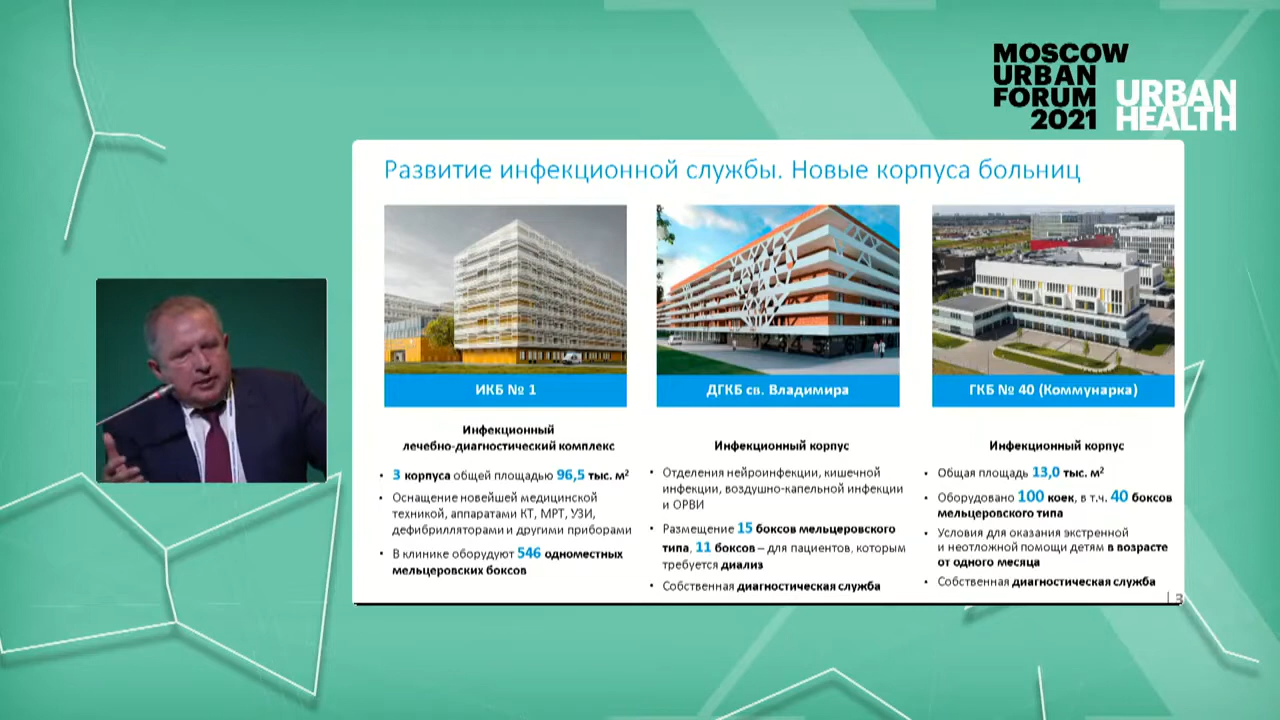 MOSCOW
URBAN
FORUM
2021
URBAN
HEALTH
Развитие инфекционной службы. Новые корпуса больниц
ИКБ № 1
Инфекционный
лечебно-диагностический комплекс
• 3 корпуса общей площадью 96,5 тыс. м²
• Оснащение новейшей медицинской
техникой, аппаратами КТ, МРТ, УЗИ,
дефибрилляторами и другими приборами
• В клинике оборудуют 546 одноместных
мельцеровских боксов
ДГКБ св. Владимира
Инфекционный корпус
• Отделения нейроинфекции, кишечной
инфекции, воздушно-капельной инфекции
и ОРВИ
• Размещение 15 боксов мельцеровского
типа, 11 боксов – для пациентов, которым
требуется диализ
• Собственная диагностическая служба
ГКБ № 40 (Коммунарка)
Инфекционный корпус
• Общая площадь 13,0 тыс. м²
• Оборудовано 100 коек, в т.ч. 40 боксов
мельцеровского типа
• Условия для оказания экстренной
и неотложной помощи детям в возрасте
от одного месяца
• Собственная диагностическая служба
| 3